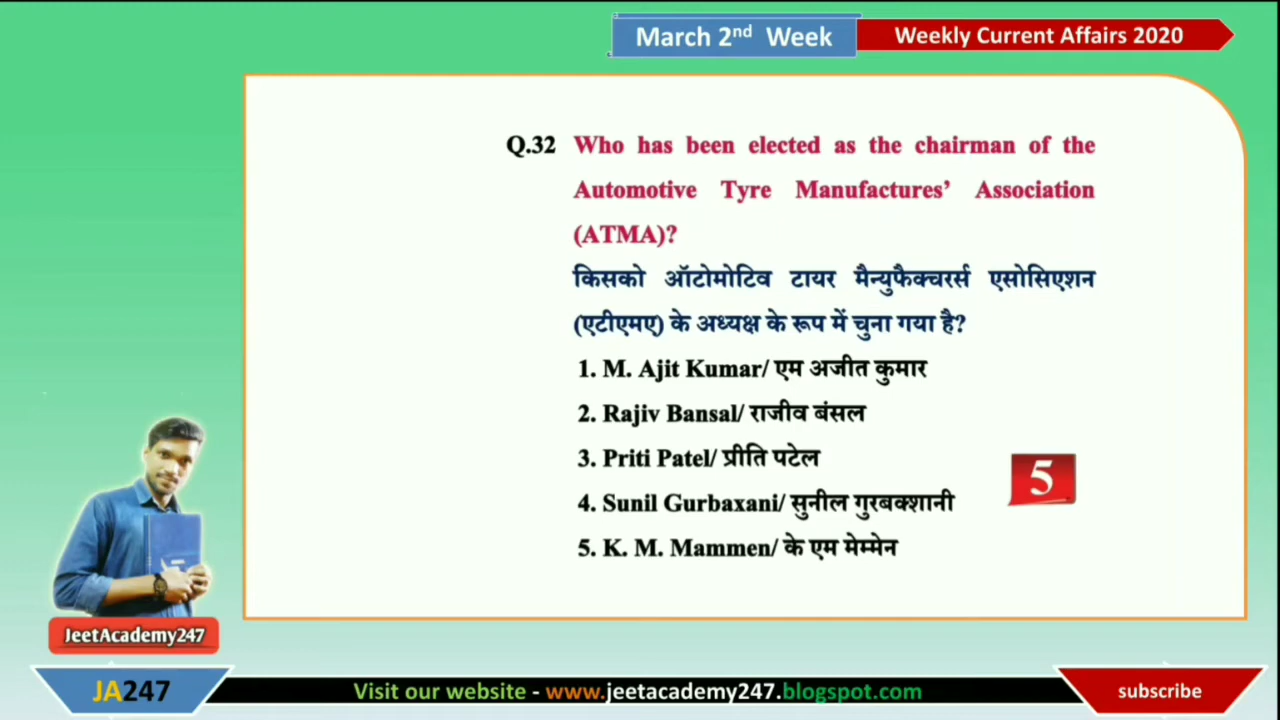 March 2nd Week
Weekly Current Affairs 2020
Q.32 Who has been elected as the chairman of the
Automotive Tyre Manufactures’ Association
(ATMA)?
किसको ऑटोमोटिव टायर मैन्युफैक्चरर्स एसोसिएशन
(एटीएमए) के अध्यक्ष के रूप में चुना गया है?
1. M. Ajit Kumar/ एम अजीत कुमार
2. Rajiv Bansal/ राजीव बंसल
3. Priti Patel/ प्रीति पटेल
4. Sunil Gurbaxani/ सुनील गुरबक्शानी
5. K. M. Mammen/ के एम मेम्मेन
5
JeetAcademy247
JA247
Visit our website - www.jeetacademy247.blogspot.com
subscribe